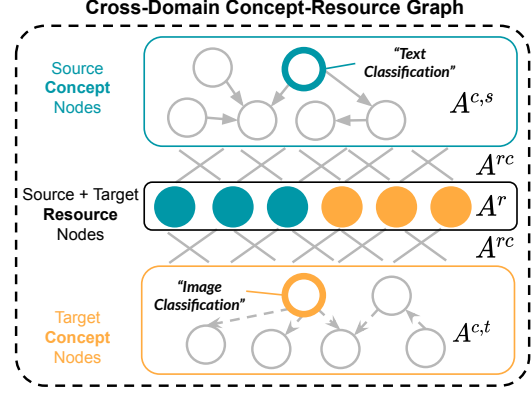 Cross-Domain Concept-Resource Graph
Source
Concept
Nodes
“Text
Classification”
A^{c,s}
A^{rc}
Source + Target
Resource
Nodes
A^{r}
A^{rc}
“Image
Classification”
Target
Concept
Nodes
A^{c,t}